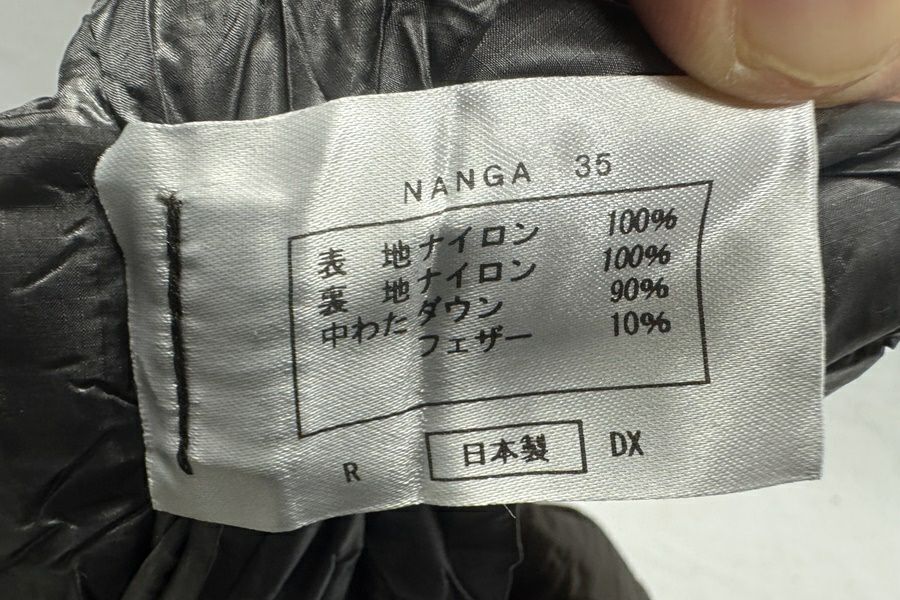 NANGA 35
表 地 ナイロン 100%
裏 地 ナイロン 100%
中わた ダウン 90%
フェザー 10%
R 日本製 DX